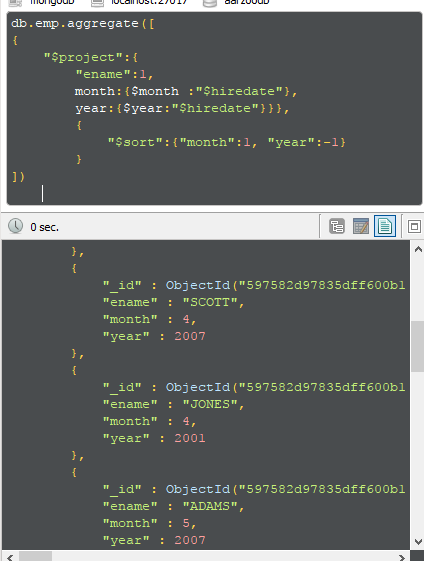 mongodb localhost:27017 aarzoodb
db.emp.aggregate([
{
    "$project":{
        "ename":1,
        month:{$month :"$hiredate"},
        year:{$year:"$hiredate"}}},
        {
            "$sort":{"month":1, "year":-1}
        }
])
0 sec.
},
{
    "_id" : ObjectId("597582d97835dff600b1
    "ename" : "SCOTT",
    "month" : 4,
    "year" : 2007
},
{
    "_id" : ObjectId("597582d97835dff600b1
    "ename" : "JONES",
    "month" : 4,
    "year" : 2001
},
{
    "_id" : ObjectId("597582d97835dff600b1
    "ename" : "ADAMS",
    "month" : 5,
    "year" : 2007